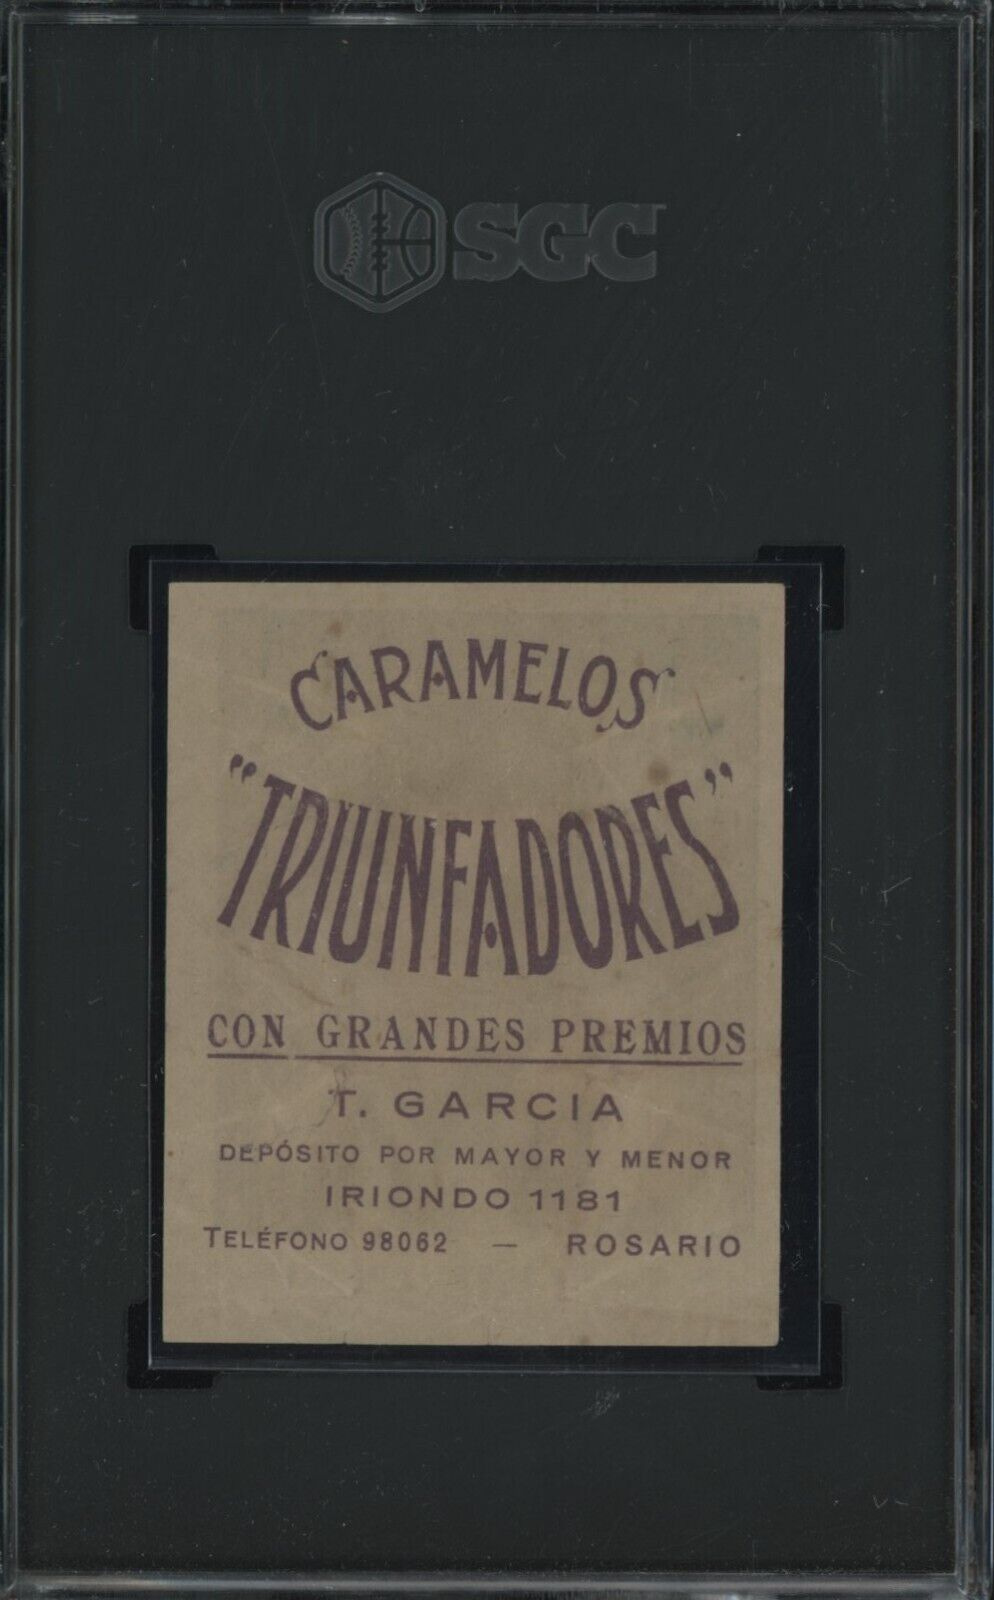 SGC
CARAMELOS
"TRIUNFADORES"
CON GRANDES PREMIOS
T. GARCIA
DEPÓSITO POR MAYOR Y MENOR
IRIONDO 1181
TELÉFONO 98062 — ROSARIO